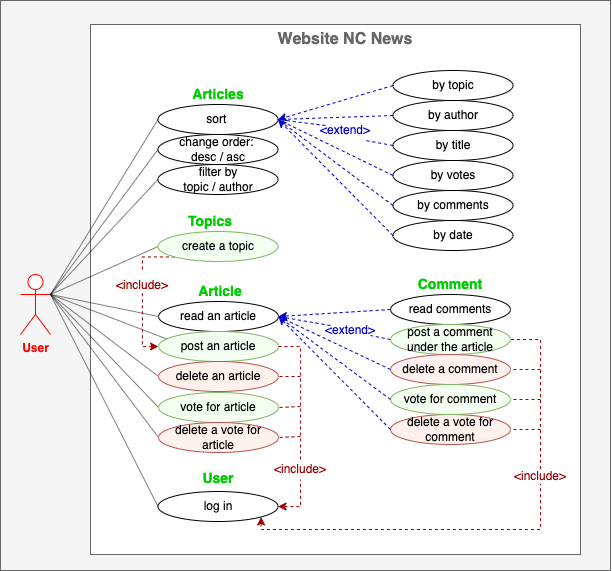 Website NC News
Articles
sort
change order:
desc / asc
filter by
topic / author
by topic
by author
<extend>
by title
by votes
by comments
by date
Topics
create a topic
<include>
User
Article
read an article
post an article
delete an article
vote for article
delete a vote for
article
Comment
read comments
<extend>
post a comment
under the article
delete a comment
vote for comment
delete a vote for
comment
<include>
<include>
User
log in